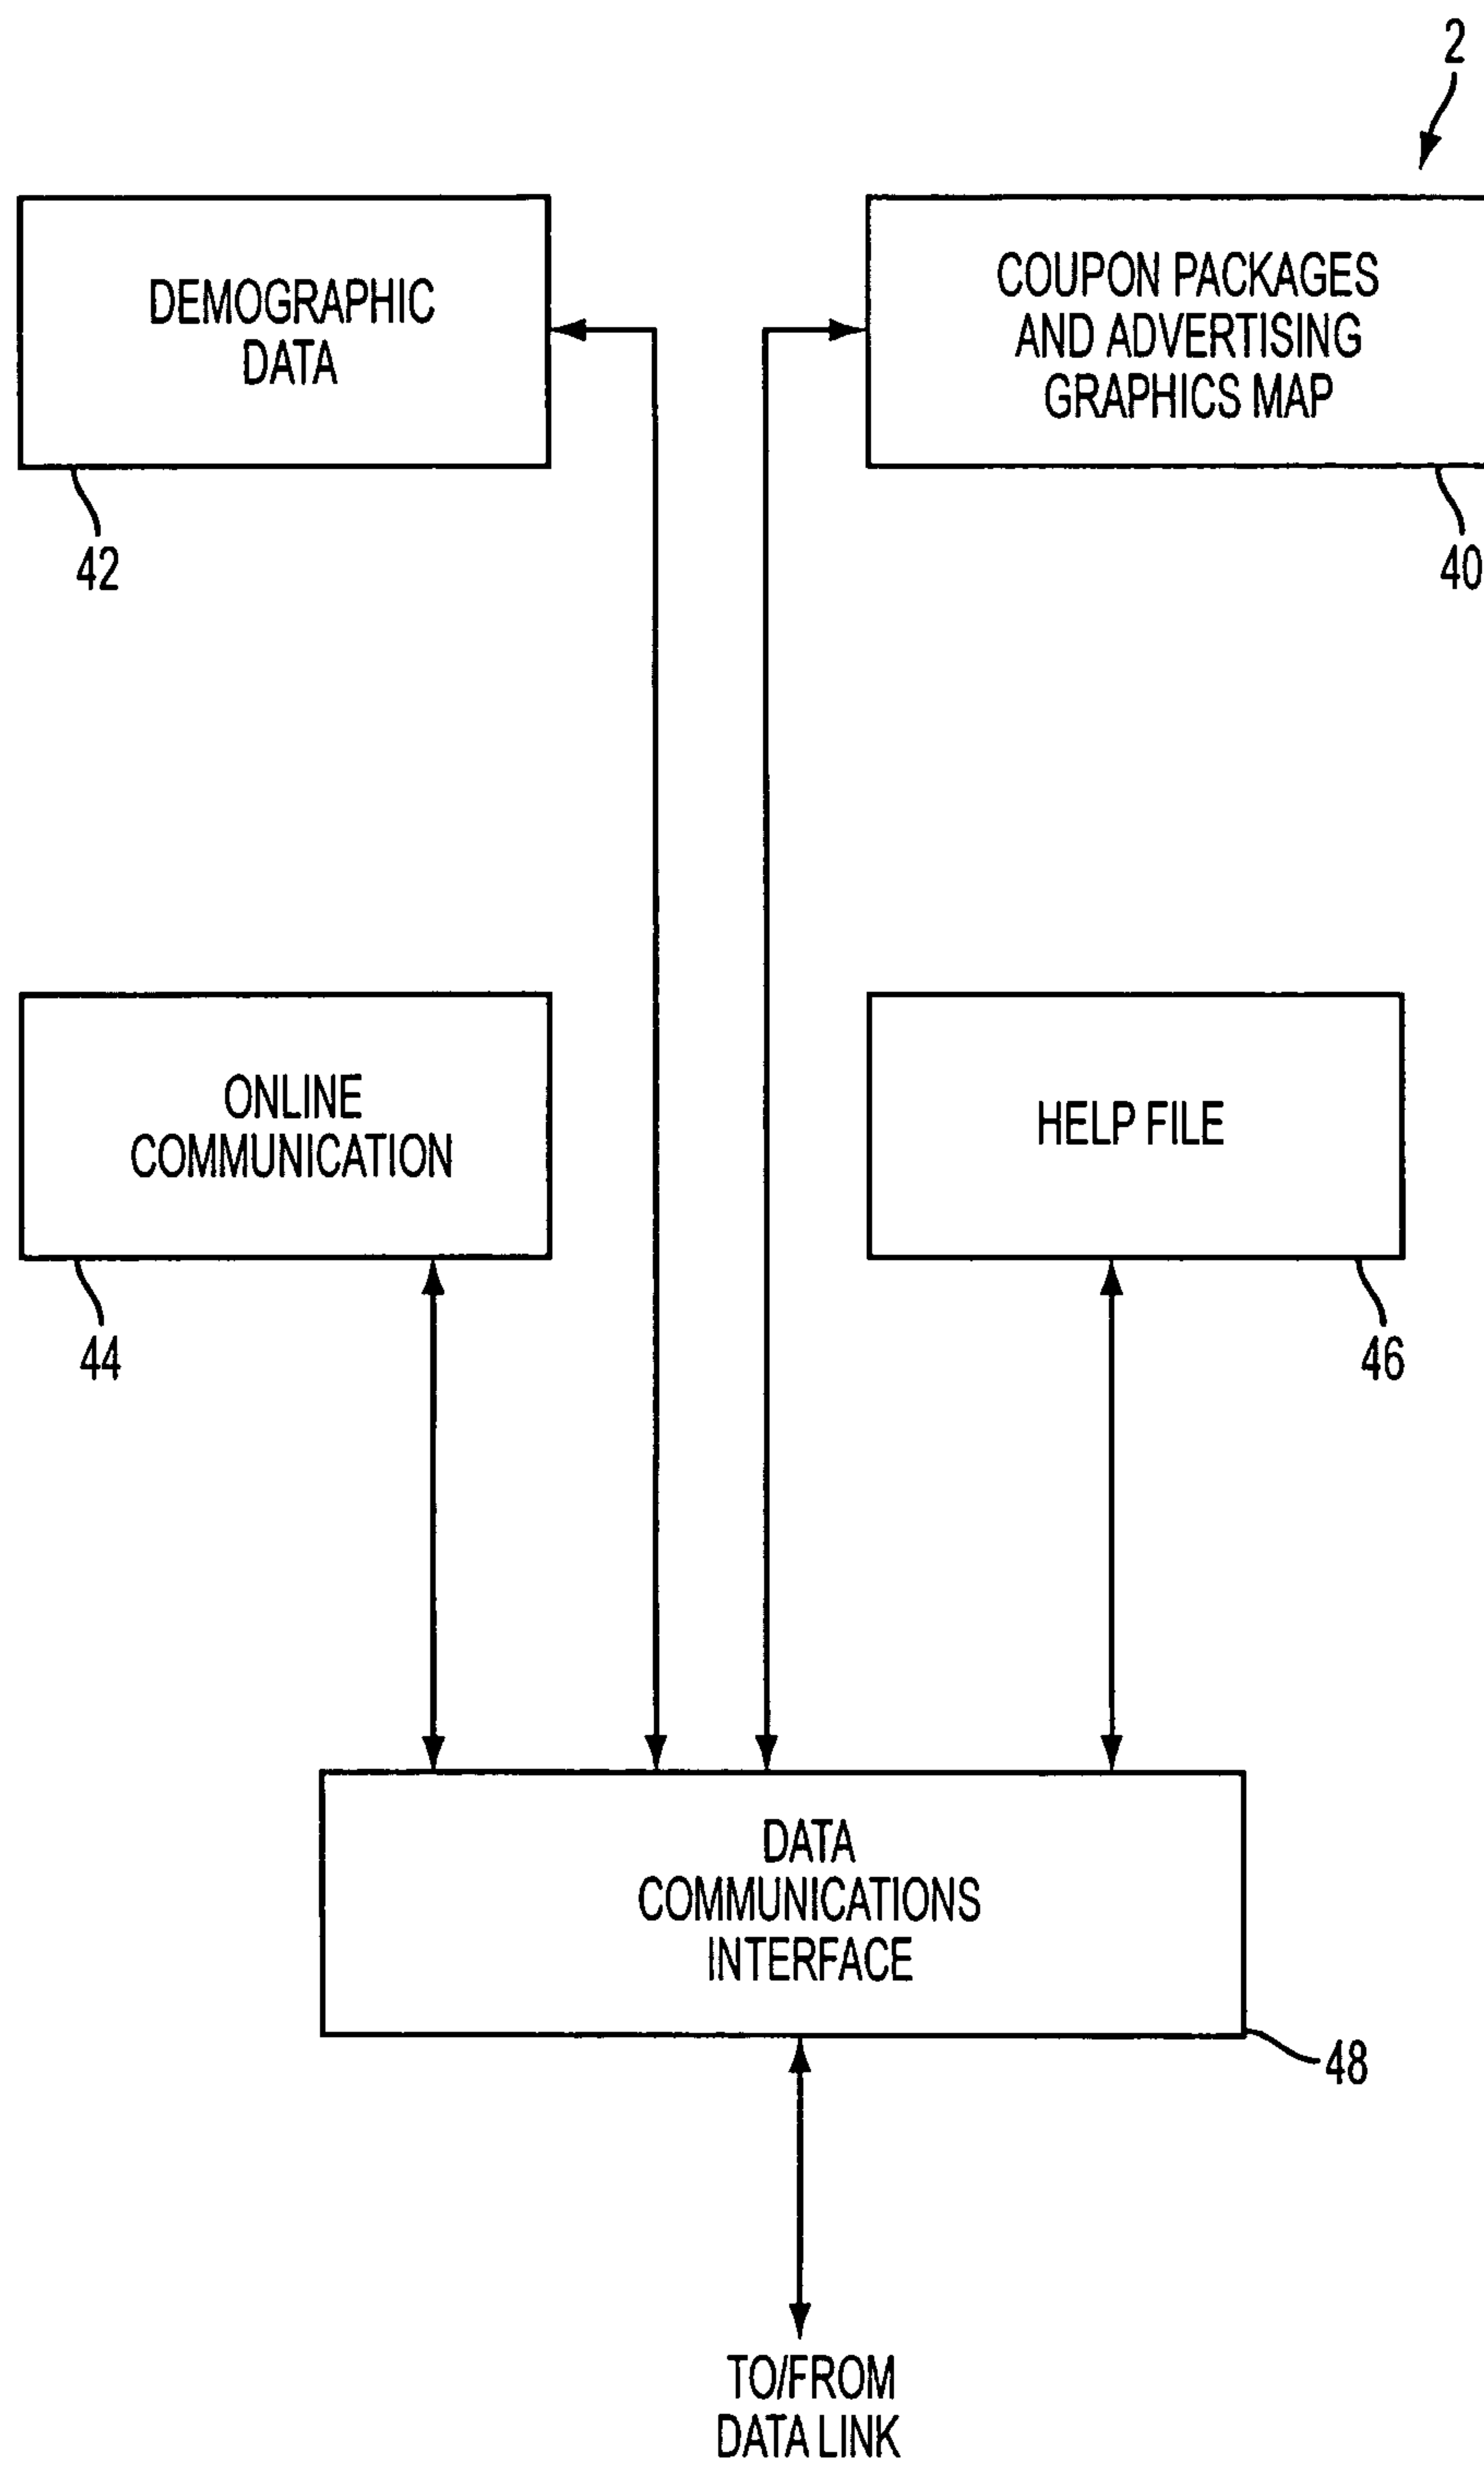 2
DEMOGRAPHIC
DATA
COUPON PACKAGES
AND ADVERTISING
GRAPHICS MAP
42
40
ONLINE
COMMUNICATION
HELP FILE
44
46
DATA
COMMUNICATIONS
INTERFACE
48
TO/FROM
DATA LINK